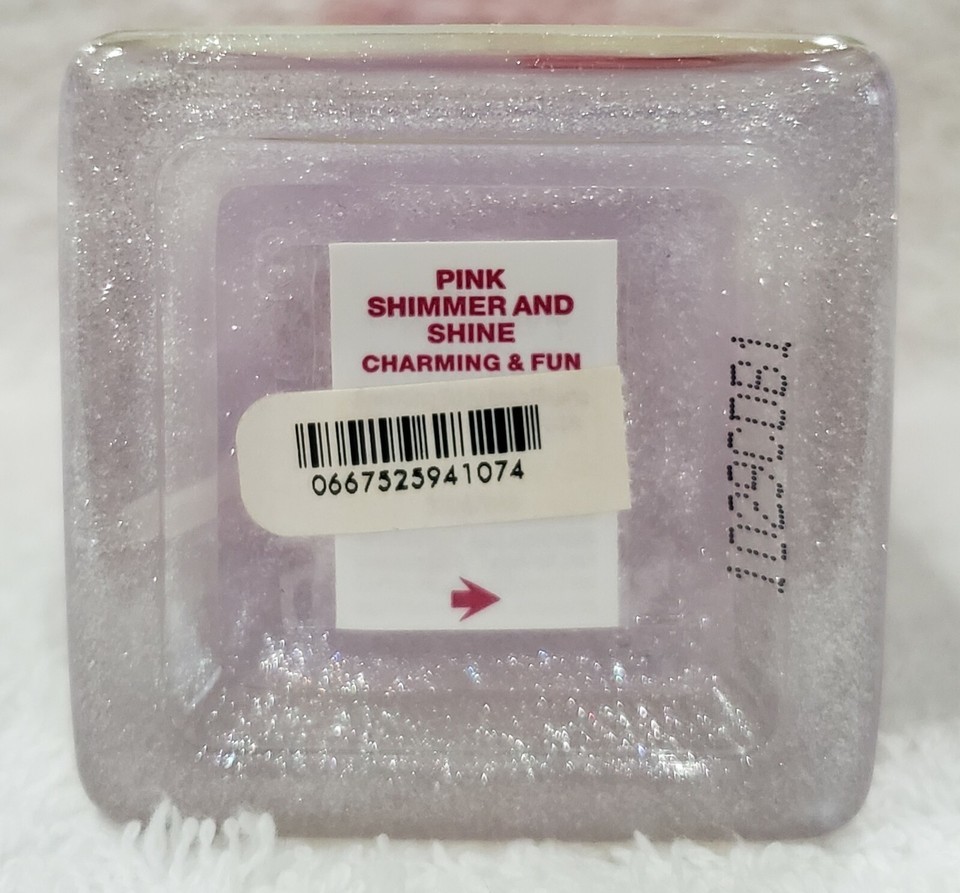 PINK
SHIMMER AND
SHINE
CHARMING & FUN
0667525941074